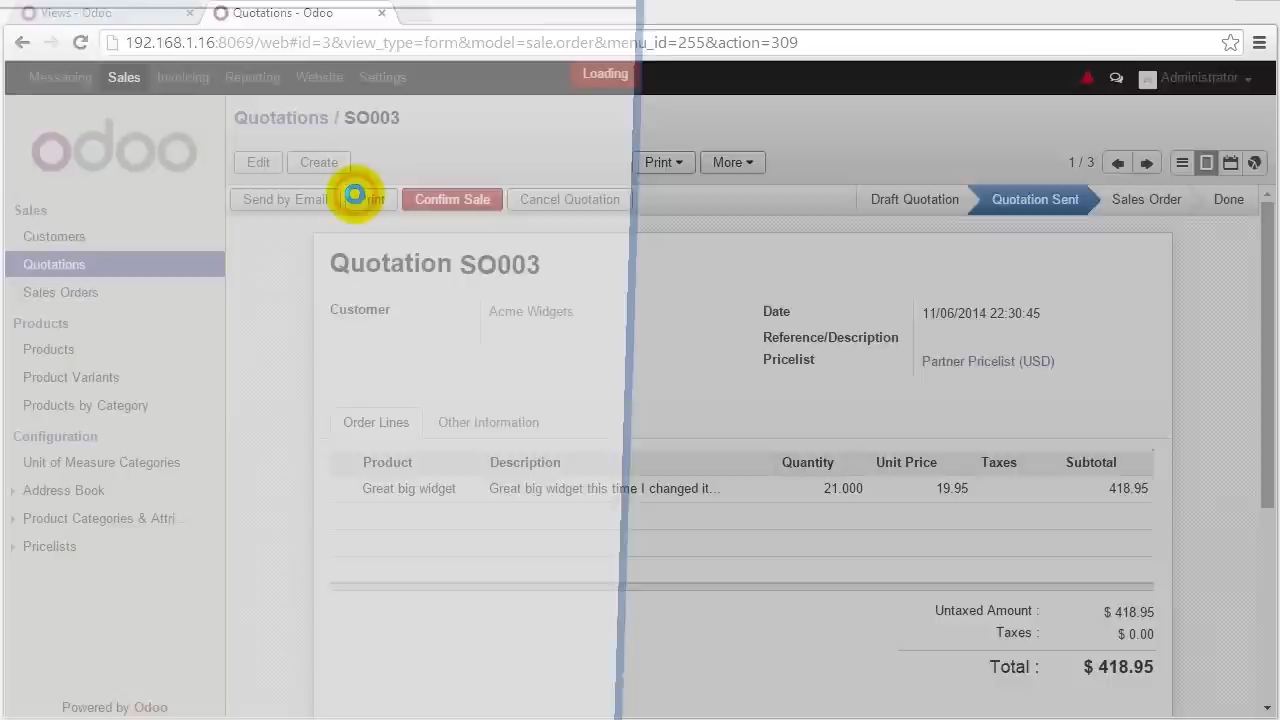 Views - Odoo
Quotations - Odoo
192.168.1.16:8069/web#id=3&view_type=form&model=sale.order&menu_id=255&action=309
Messaging Sales Invoicing Reporting Website Settings Loading Administrator
odoo
Quotations / SO003
Edit Create Print More 1 / 3
Send by Email Print Confirm Sale Cancel Quotation Draft Quotation Quotation Sent Sales Order Done
Sales
Customers
Quotations
Sales Orders
Products
Products
Product Variants
Products by Category
Configuration
Unit of Measure Categories
Address Book
Product Categories & Attri...
Pricelists
Powered by Odoo
Quotation SO003
Customer Acme Widgets
Date 11/06/2014 22:30:45
Reference/Description
Pricelist Partner Pricelist (USD)
Order Lines Other Information
Product Description Quantity Unit Price Taxes Subtotal
Great big widget Great big widget this time I changed it... 21.000 19.95 418.95
Untaxed Amount : $ 418.95
Taxes : $ 0.00
Total : $ 418.95